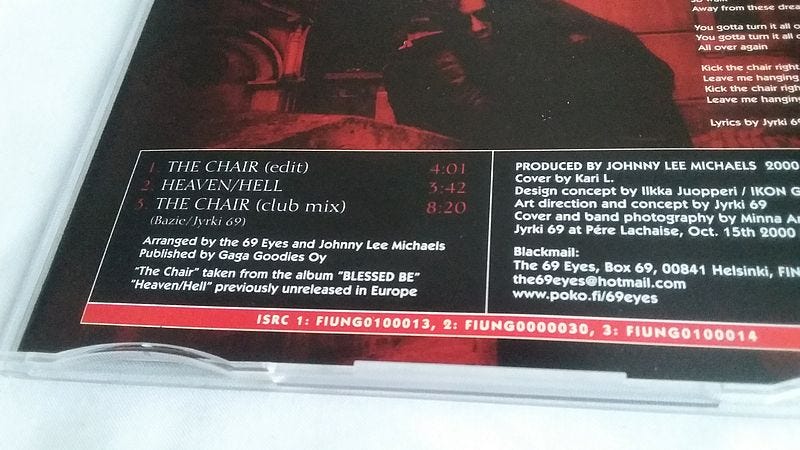 Away from these
You gotta turn it all
You gotta turn it all
All over again
Kick the chair right
Leave me hanging
Kick the chair righ
Leave me hanging
Lyrics by Jyrki 69
1. THE CHAIR (edit) 4:01
2. HEAVEN/HELL 3:42
3. THE CHAIR (club mix) 8:20
(Bazie/Jyrki 69)
Arranged by the 69 Eyes and Johnny Lee Michaels
Published by Gaga Goodies Oy
"The Chair" taken from the album "BLESSED BE"
"Heaven/Hell" previously unreleased in Europe
PRODUCED BY JOHNNY LEE MICHAELS 2000
Cover by Kari L.
Design concept by Ilkka Juopperi / IKON G
Art direction and concept by Jyrki 69
Cover and band photography by Minna
Jyrki 69 at Pére Lachaise, Oct. 15th 2000
Blackmail:
The 69 Eyes, Box 69, 00841 Helsinki, FIN
the69eyes@hotmail.com
www.poko.fi/69eyes
ISRC 1: FIUNG0100013, 2: FIUNG0000030, 3: FIUNG0100014